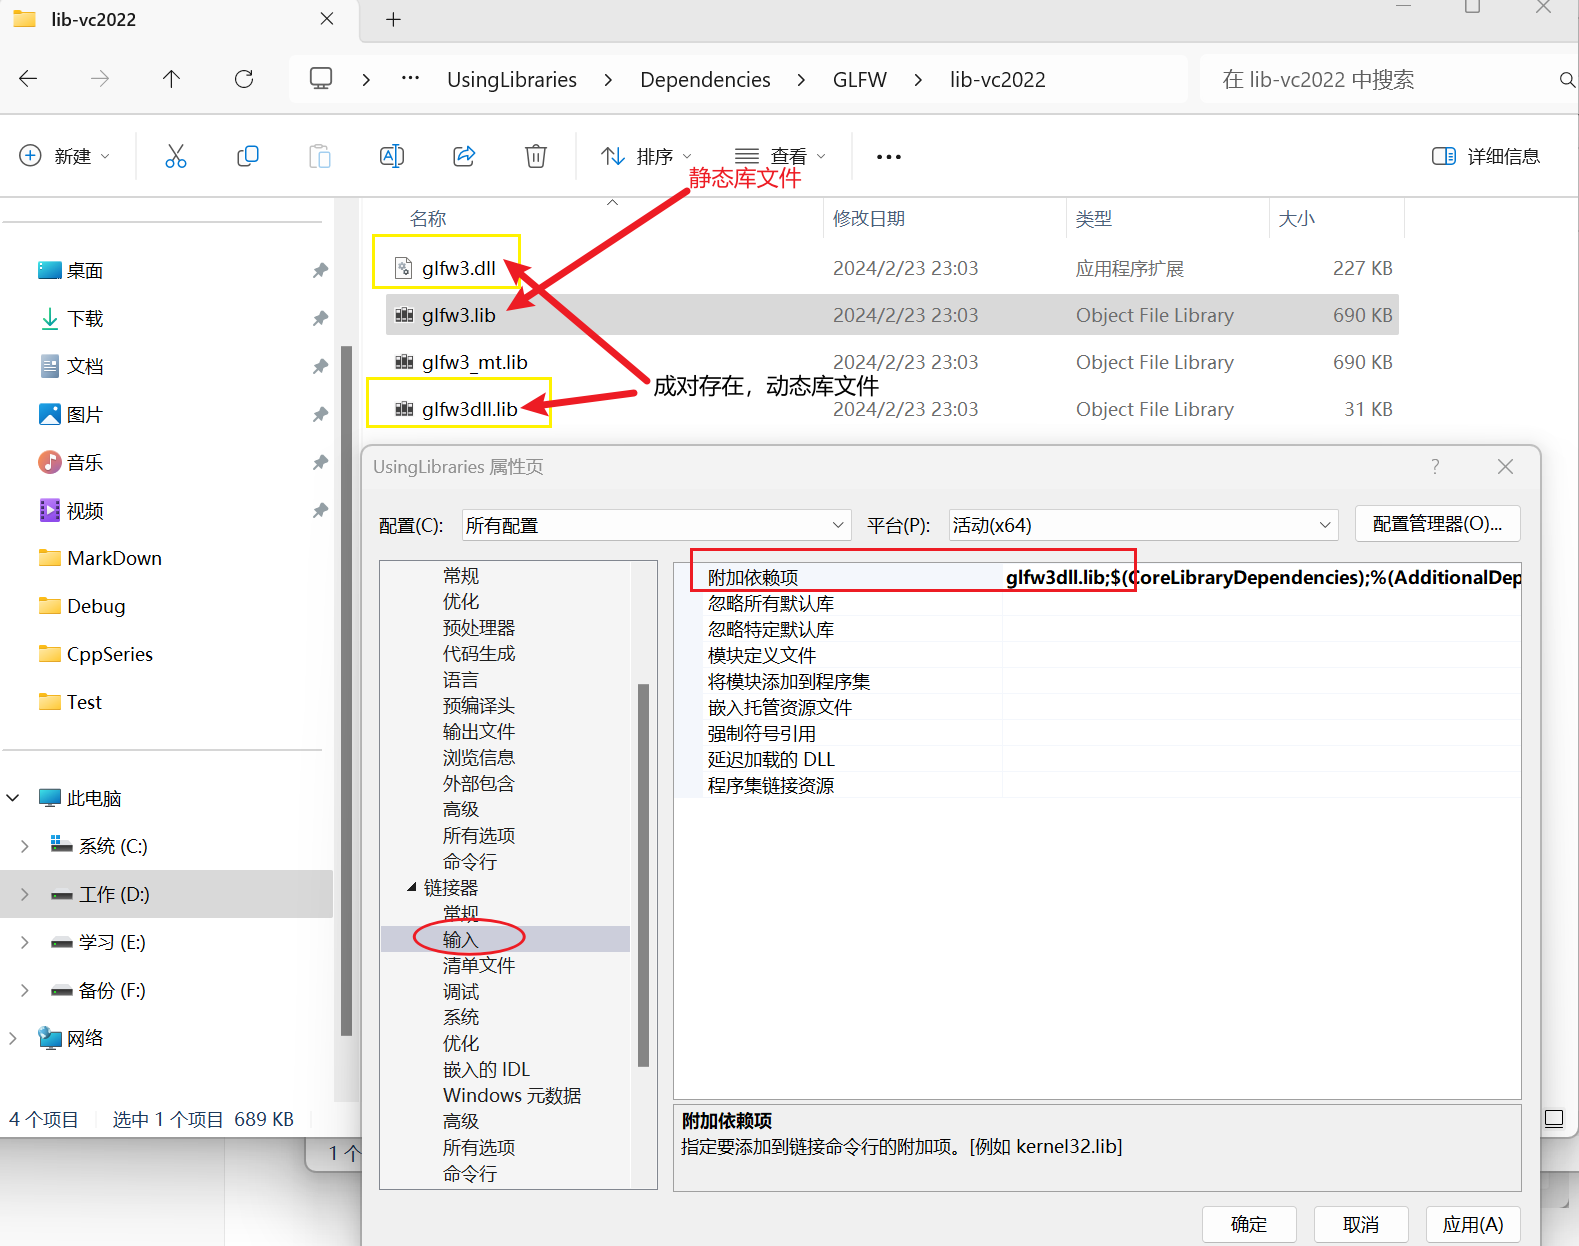 lib-vc2022
UsingLibraries
Dependencies
GLFW
lib-vc2022
在 lib-vc2022 中搜索
新建
排序
查看
详细信息
静态库文件
名称
修改日期
类型
大小
glfw3.dll
2024/2/23 23:03
应用程序扩展
227 KB
glfw3.lib
2024/2/23 23:03
Object File Library
690 KB
glfw3_mt.lib
2024/2/23 23:03
Object File Library
690 KB
成对存在，动态库文件
glfw3dll.lib
2024/2/23 23:03
Object File Library
31 KB
桌面
下载
文档
图片
音乐
视频
MarkDown
Debug
CppSeries
Test
此电脑
系统 (C:)
工作 (D:)
学习 (E:)
备份 (F:)
网络
4 个项目
选中 1 个项目 689 KB
1 个
UsingLibraries 属性页
配置(C):
所有配置
平台(P):
活动(x64)
配置管理器(O)...
常规
优化
预处理器
代码生成
语言
预编译头
输出文件
浏览信息
外部包含
高级
所有选项
命令行
链接器
常规
输入
清单文件
调试
系统
优化
嵌入的 IDL
Windows 元数据
高级
所有选项
命令行
附加依赖项
glfw3dll.lib;$(CoreLibraryDependencies);%(AdditionalDep
忽略所有默认库
忽略特定默认库
模块定义文件
将模块添加到程序集
嵌入托管资源文件
强制符号引用
延迟加载的 DLL
程序集链接资源
附加依赖项
指定要添加到链接命令行的附加项。[例如 kernel32.lib]
确定
取消
应用(A)